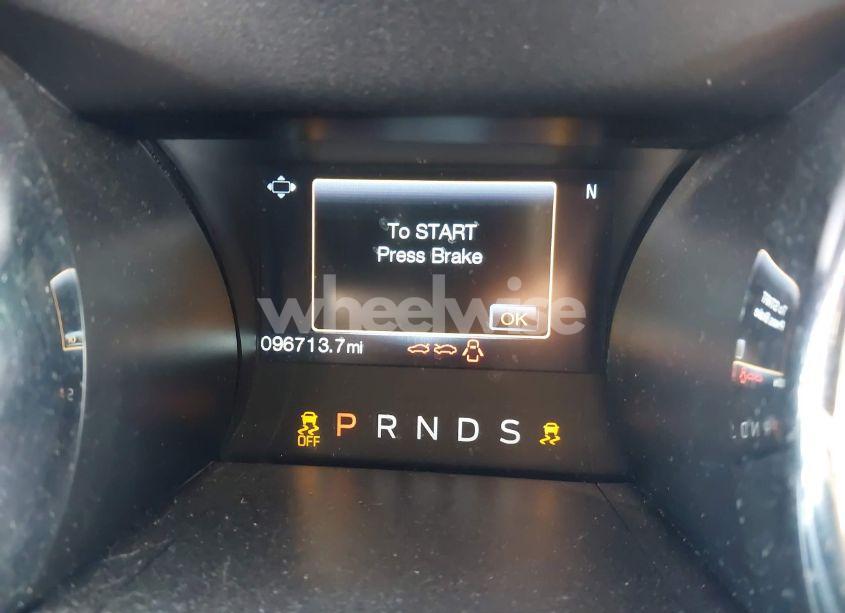 N
To START
Press Brake
wheelwise
OK
096713.7mi
OFF
P R N D S